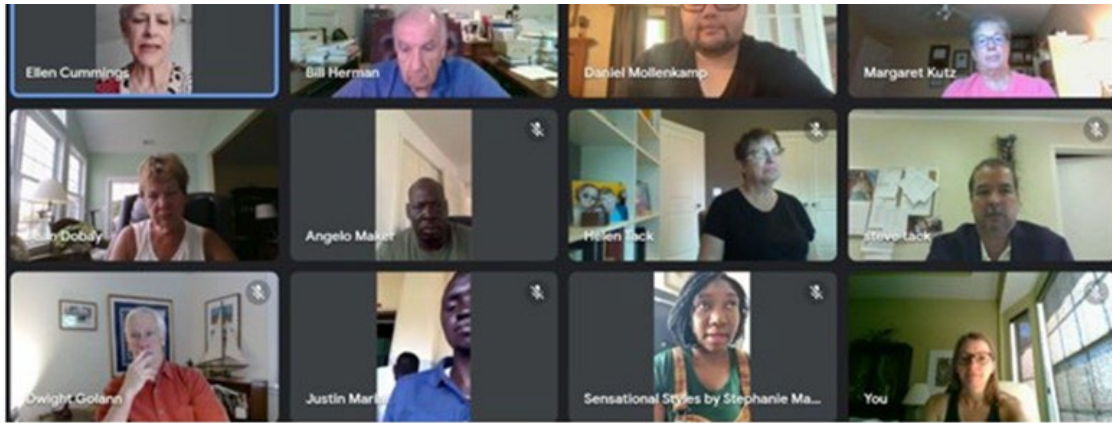 Ellen Cummings
Bill Herman
Daniel Mollenkamp
Margaret Kutz
Dobay
Angelo Maker
Helen Tack
steve tack
Dwight Golann
Justin
Sensational Styles by Stephanie Ma...
You